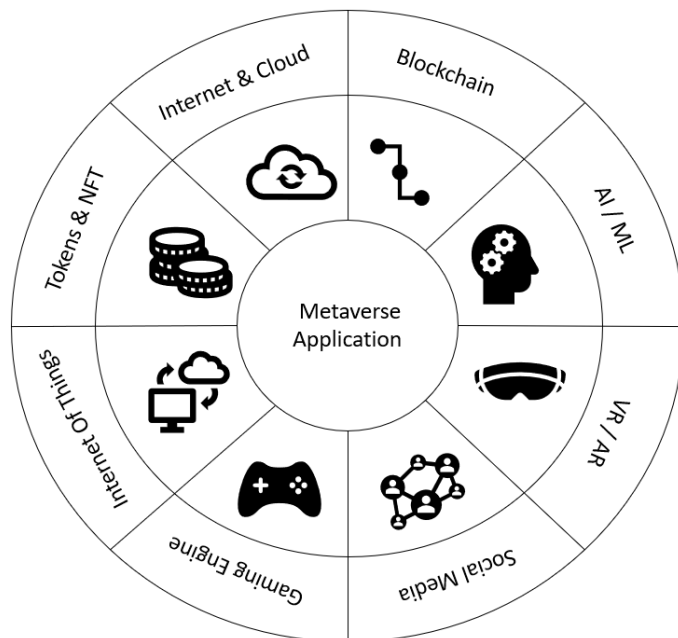 Internet & Cloud
Blockchain
AI / ML
VR / AR
Social Media
Gaming Engine
Internet Of Things
Tokens & NFT
Metaverse
Application